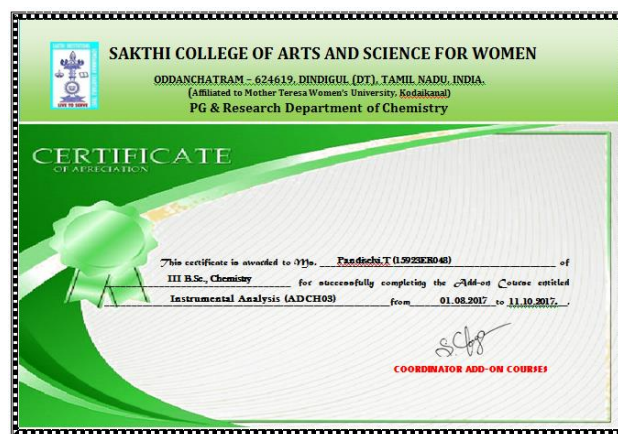 SAKTHI COLLEGE OF ARTS AND SCIENCE FOR WOMEN
ODDANCHATRAM – 624619, DINDIGUL (DT), TAMIL NADU, INDIA.
(Affiliated to Mother Teresa Women's University, Kodaikanal)
PG & Research Department of Chemistry
LIVE TO SERVE
CERTIFICATE
OF APRECIATION
This certificate is awarded to Ms. Pandiselvi.T (15923ER048) of
III B.Sc., Chemistry for successfully completing the Add-on Course entitled
Instrumental Analysis (ADCH03) from 01.08.2017 to 11.10.2017.
COORDINATOR ADD-ON COURSES